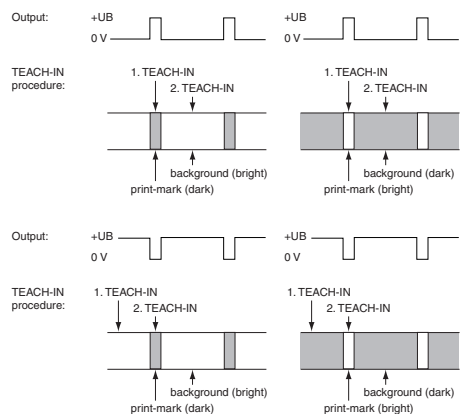 Output: +UB +UB
0 V 0 V
TEACH-IN 1. TEACH-IN 1. TEACH-IN
procedure: 2. TEACH-IN 2. TEACH-IN
background (bright) background (dark)
print-mark (dark) print-mark (bright)
Output: +UB +UB
0 V 0 V
TEACH-IN 1. TEACH-IN 1. TEACH-IN
procedure: 2. TEACH-IN 2. TEACH-IN
background (bright) background (dark)
print-mark (dark) print-mark (bright)